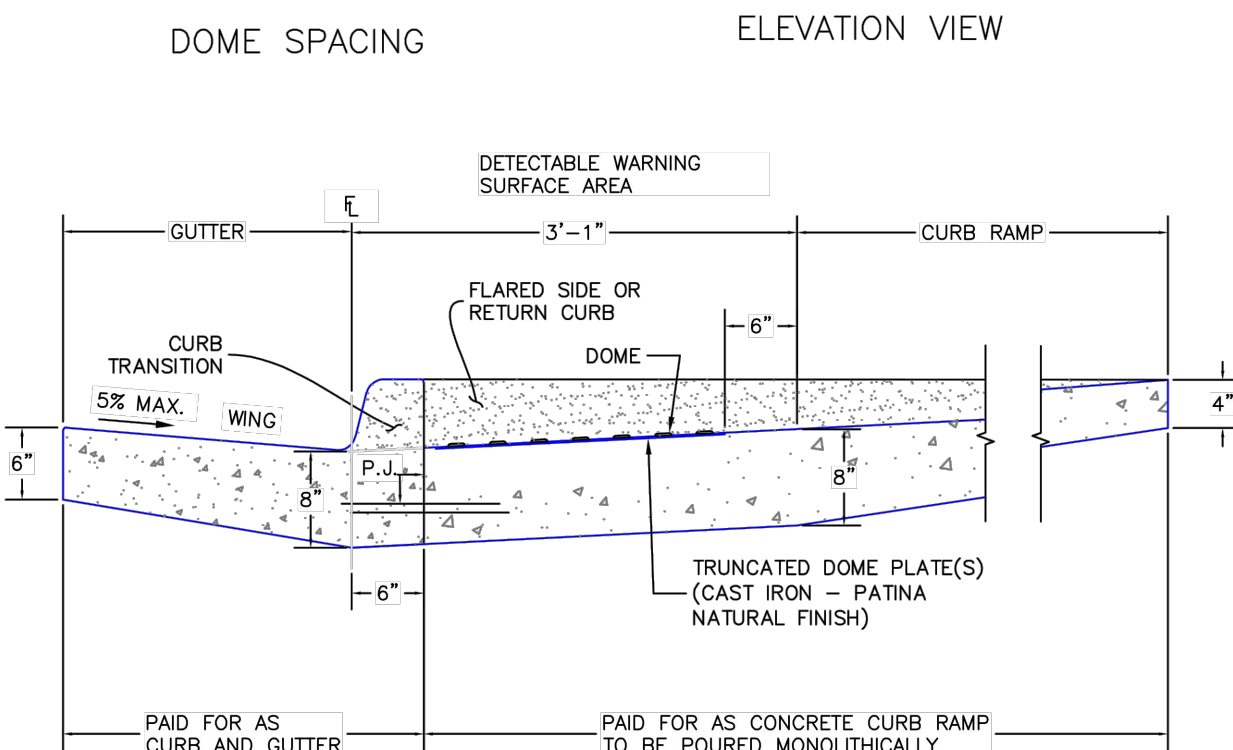 DOME SPACING
ELEVATION VIEW
DETECTABLE WARNING
SURFACE AREA
FL
GUTTER
3'-1"
CURB RAMP
FLARED SIDE OR
RETURN CURB
6"
CURB
TRANSITION
DOME
5% MAX.
WING
4"
6"
P.J.
8"
8"
TRUNCATED DOME PLATE(S)
(CAST IRON – PATINA
NATURAL FINISH)
6"
PAID FOR AS
CURB AND GUTTER
PAID FOR AS CONCRETE CURB RAMP
TO BE POURED MONOLITHICALLY